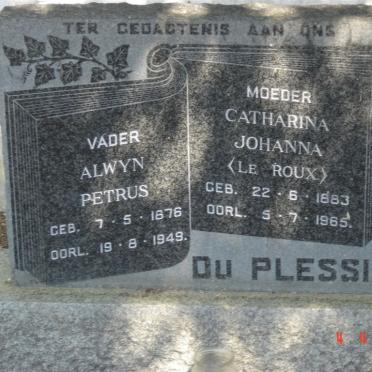 TER GEDAGTENIS AAN ONS
VADER
ALWYN
PETRUS
GEB. 7-5-1876
OORL. 19-8-1949.
MOEDER
CATHARINA
JOHANNA
(LE ROUX)
GEB. 22-6-1883
OORL. 5-7-1965.
DU PLESSI